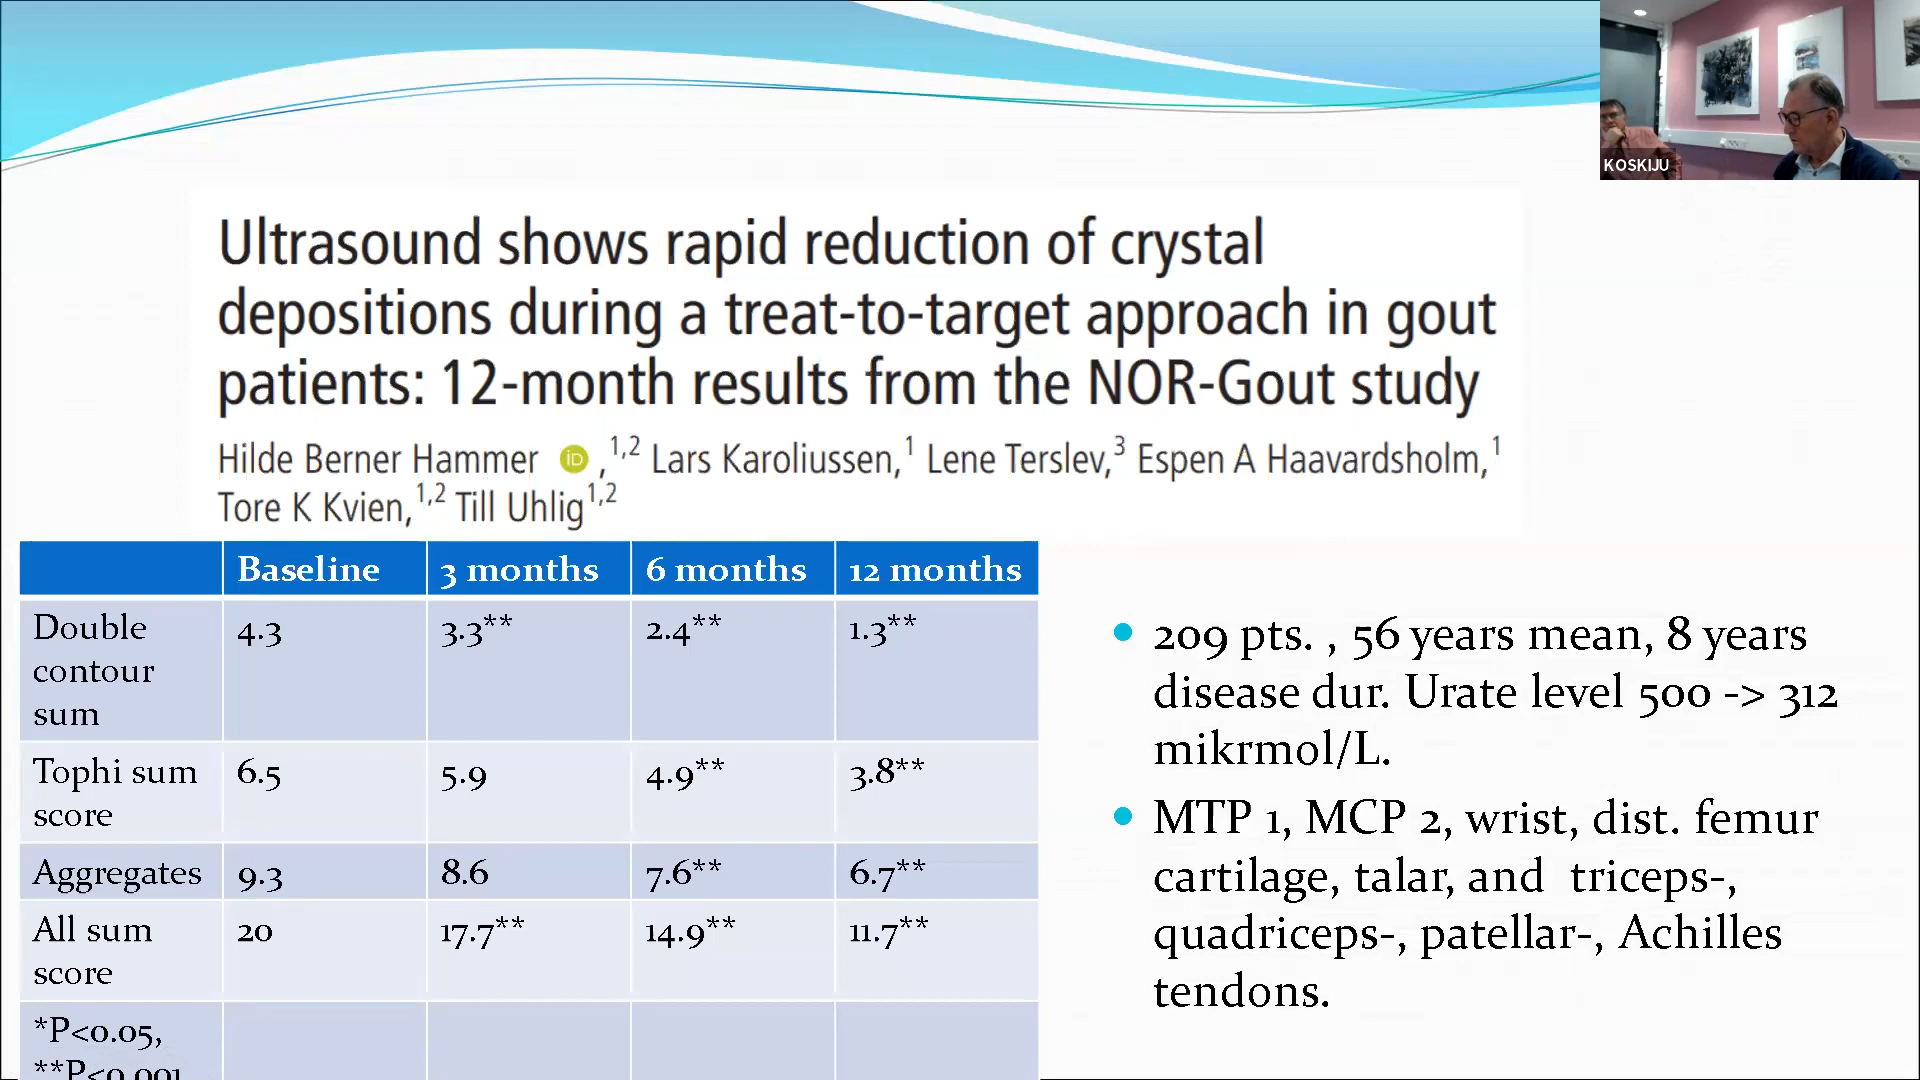 KOSKIJU
Ultrasound shows rapid reduction of crystal
depositions during a treat-to-target approach in gout
patients: 12-month results from the NOR-Gout study
Hilde Berner Hammer iD ,1,2 Lars Karoliussen,1 Lene Terslev,3 Espen A Haavardsholm,1
Tore K Kvien,1,2 Till Uhlig1,2
Baseline 3 months 6 months 12 months
Double contour sum 4.3 3.3** 2.4** 1.3**
Tophi sum score 6.5 5.9 4.9** 3.8**
Aggregates 9.3 8.6 7.6** 6.7**
All sum score 20 17.7** 14.9** 11.7**
*P<0.05,
**P<0.001
• 209 pts. , 56 years mean, 8 years
disease dur. Urate level 500 -> 312
mikrmol/L.
• MTP 1, MCP 2, wrist, dist. femur
cartilage, talar, and triceps-,
quadriceps-, patellar-, Achilles
tendons.